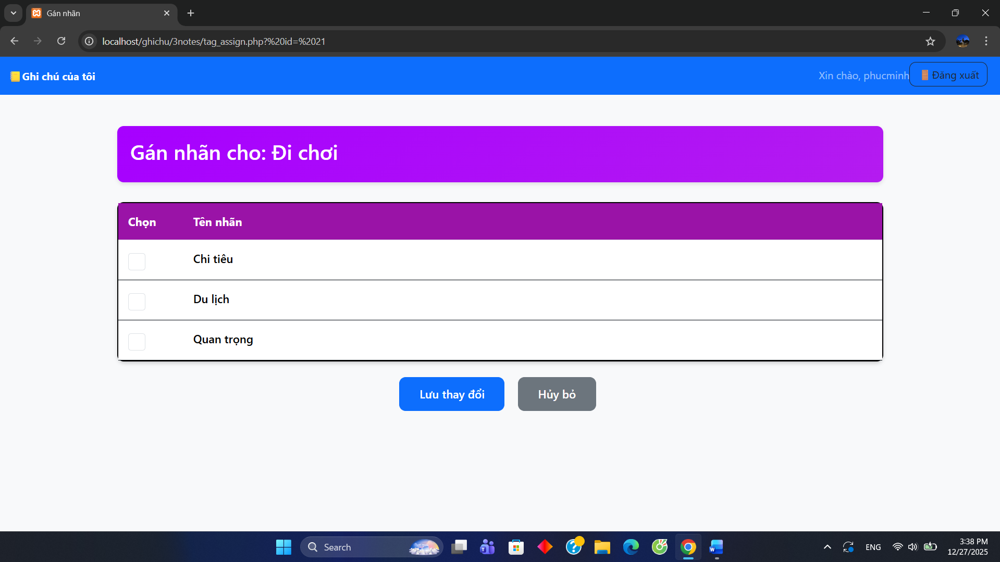 Gán nhãn
localhost/ghichu/3notes/tag_assign.php?%20id=%2021
Ghi chú của tôi
Xin chào, phucminh
Đăng xuất
Gán nhãn cho: Đi chơi
Chọn Tên nhãn
Chi tiêu
Du lịch
Quan trọng
Lưu thay đổi
Hủy bỏ
Search
ENG
3:38 PM
12/27/2025